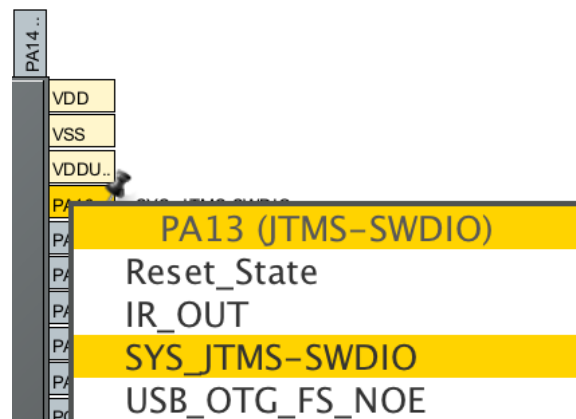 PA14 ..
VDD
VSS
VDDU..
PA13 (JTMS-SWDIO)
Reset_State
IR_OUT
SYS_JTMS-SWDIO
USB_OTG_FS_NOE